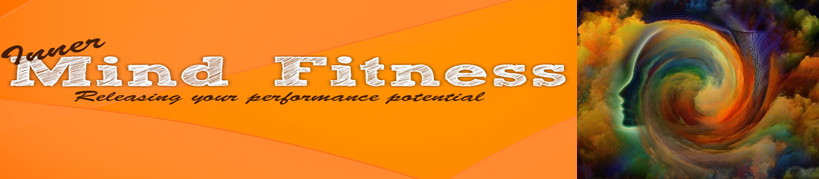 Inner
Mind Fitness
Releasing your performance potential